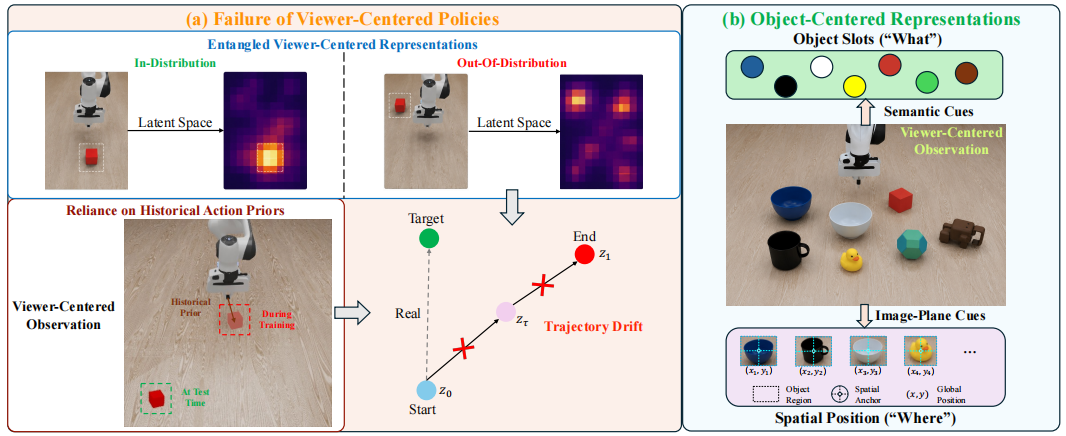 (a) Failure of Viewer-Centered Policies
Entangled Viewer-Centered Representations
In-Distribution
Latent Space
Out-Of-Distribution
Latent Space
Reliance on Historical Action Priors
Viewer-Centered
Observation
Historical
Prior
During
Training
At Test
Time
Target
Real
Start
z₀
z_τ
End
z₁
Trajectory Drift
(b) Object-Centered Representations
Object Slots (“What”)
Semantic Cues
Viewer-Centered
Observation
Image-Plane Cues
(x₁, y₁)
(x₂, y₂)
(x₃, y₃)
(x₄, y₄)
...
Object
Region
Spatial
Anchor
(x, y)
Global
Position
Spatial Position (“Where”)